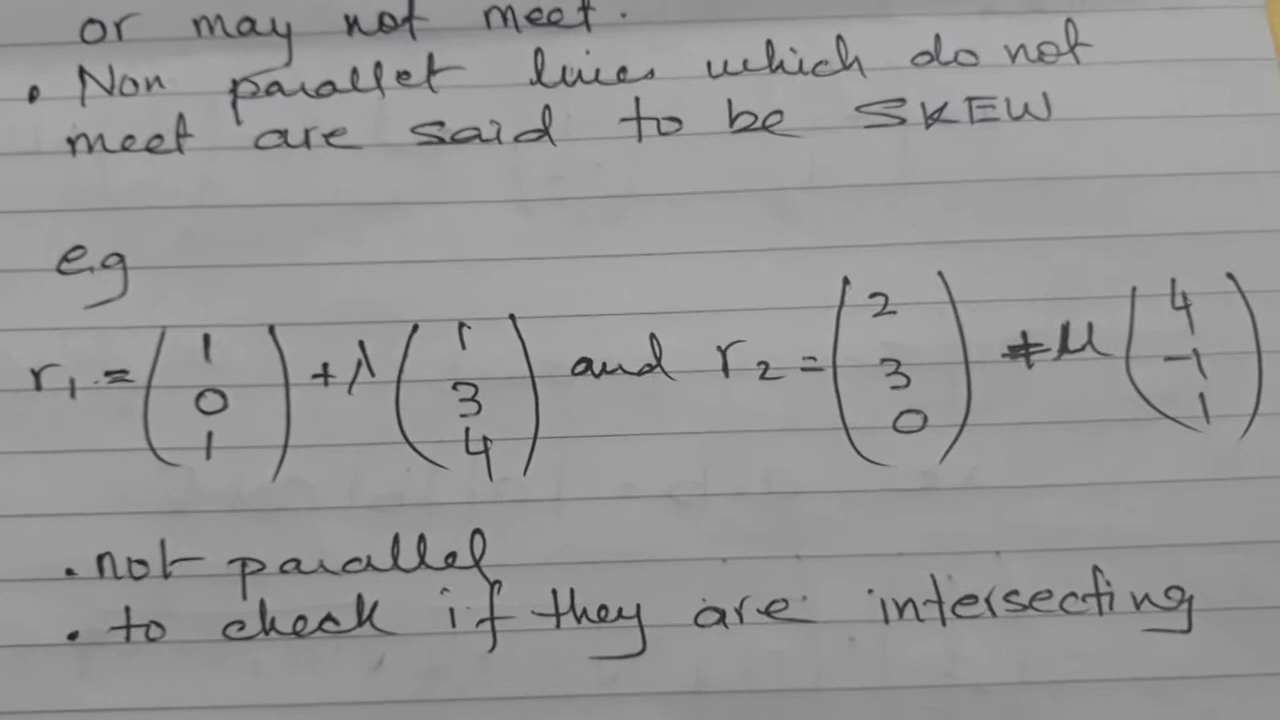 or may not meet.
• Non parallel lines which do not
meet are said to be SKEW
e.g
r₁ = (1 0 1) + λ (1 3 4) and r₂ = (2 3 0) + μ (4 -1 1)
• not parallel
• to check if they are intersecting